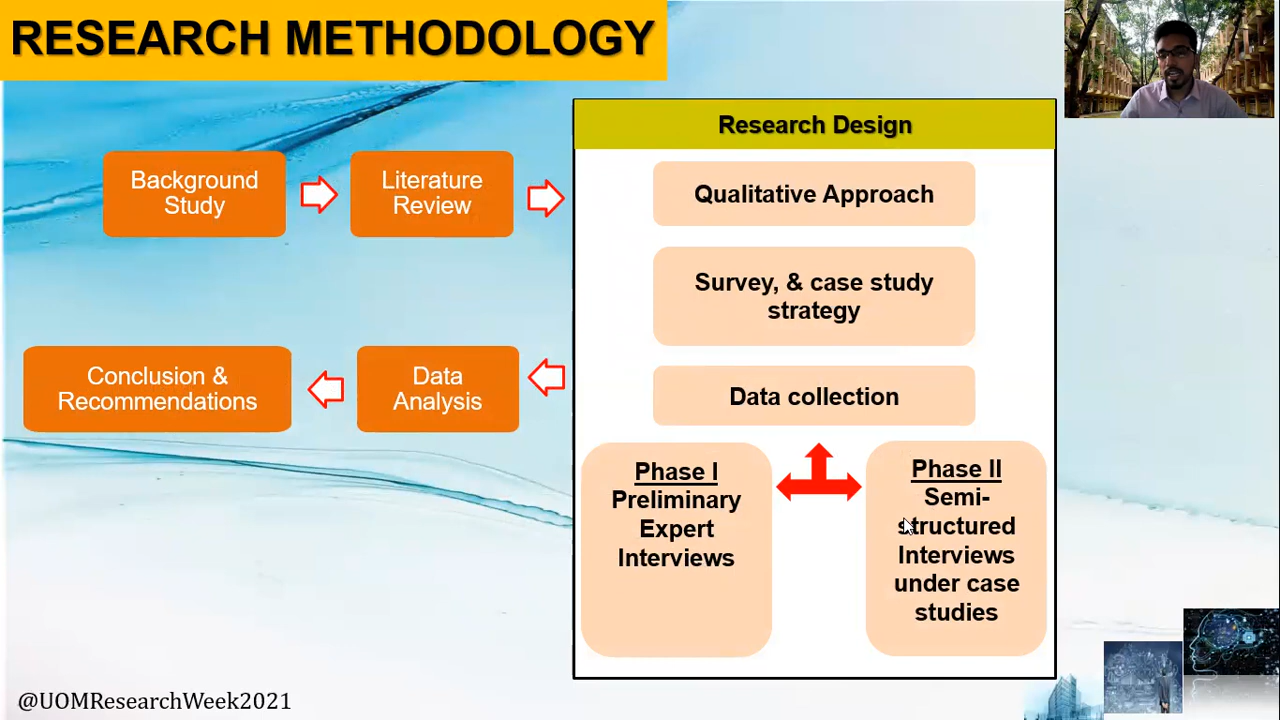 RESEARCH METHODOLOGY
Background
Study
Literature
Review
Research Design
Qualitative Approach
Survey, & case study
strategy
Data collection
Phase I
Preliminary
Expert
Interviews
Phase II
Semi-
structured
Interviews
under case
studies
Data
Analysis
Conclusion &
Recommendations
@UOMResearchWeek2021